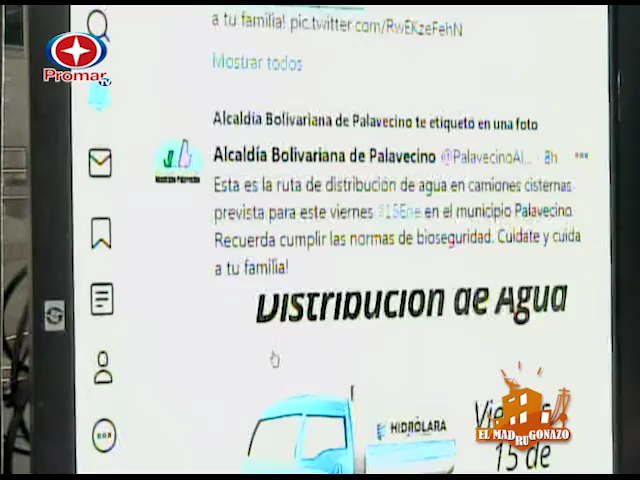 a tu familia! pic.twitter.com/RwEKzeFehN
Mostrar todos
Promar TV
Alcaldía Bolivariana de Palavecino te etiquetó en una foto
Alcaldía Bolivariana de Palavecino @PalavecinoAl... · 8h
Esta es la ruta de distribución de agua en camiones cisternas
prevista para este viernes #15Ene en el municipio Palavecino.
Recuerda cumplir las normas de bioseguridad. Cuidate y cuida
a tu familia!
Distribución de Agua
HIDROLARA
15 de
EL MADRUGONAZO